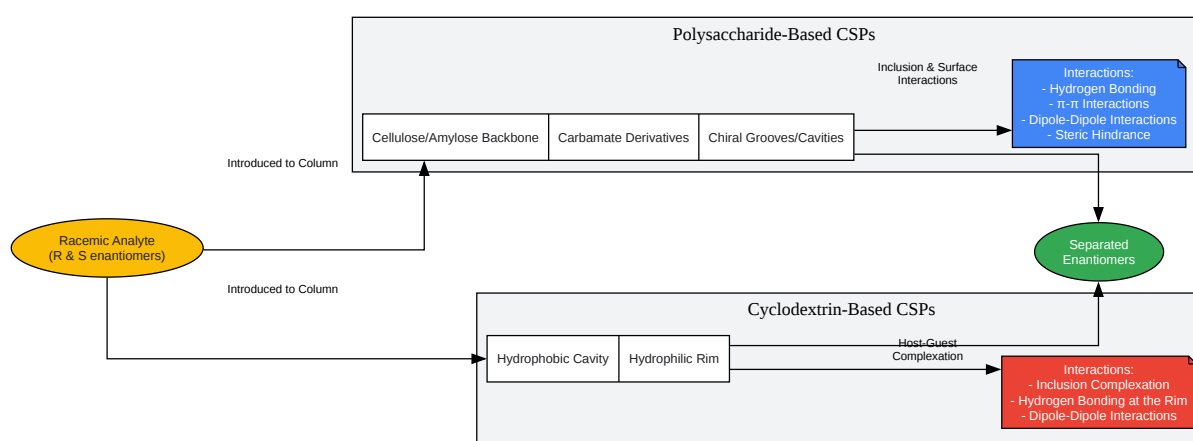 Polysaccharide-Based CSPs
Inclusion & Surface
Interactions
Interactions:
- Hydrogen Bonding
- π-π Interactions
- Dipole-Dipole Interactions
- Steric Hindrance
Cellulose/Amylose Backbone
Carbamate Derivatives
Chiral Grooves/Cavities
Introduced to Column
Racemic Analyte
(R & S enantiomers)
Separated
Enantiomers
Introduced to Column
Cyclodextrin-Based CSPs
Hydrophobic Cavity
Hydrophilic Rim
Host-Guest
Complexation
Interactions:
- Inclusion Complexation
- Hydrogen Bonding at the Rim
- Dipole-Dipole Interactions